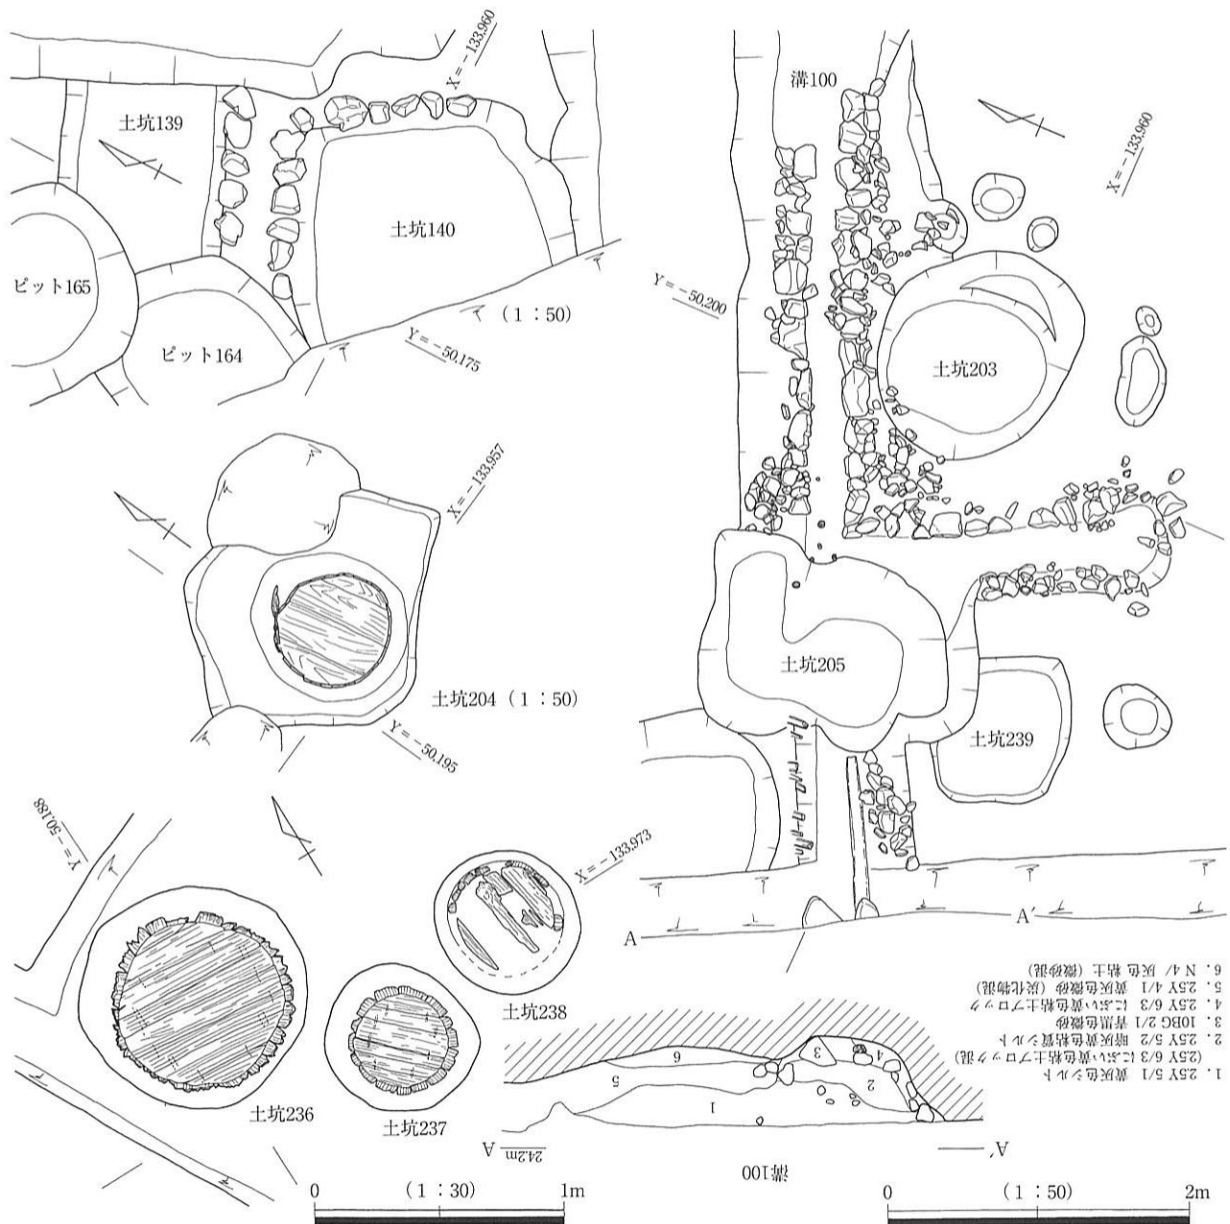 X=-133.960
土坑139
土坑140
ピット165
ピット164
(1:50)
Y=-50.175
溝100
X=-133.960
Y=-50.200
土坑203
土坑205
土坑239
A
A'
X=-133.957
土坑204 (1:50)
Y=-50.195
Y=-50.188
X=-133.973
土坑236
土坑237
土坑238
1. 2.5Y 5/1 黄灰色シルト
(2.5Y 6/3 にぶい黄色粘土ブロック混)
2. 2.5Y 5/2 暗灰黄色粘質シルト
3. 10BG 2/1 青黒色微砂
4. 2.5Y 6/3 にぶい黄色粘土ブロック
5. 2.5Y 4/1 黄灰色微砂 (炭化物混)
6. N 4/ 灰色粘土 (微砂混)
溝100
A'
A
24.2m
1
2
3
4
5
6
0 (1:30) 1m
0 (1:50) 2m